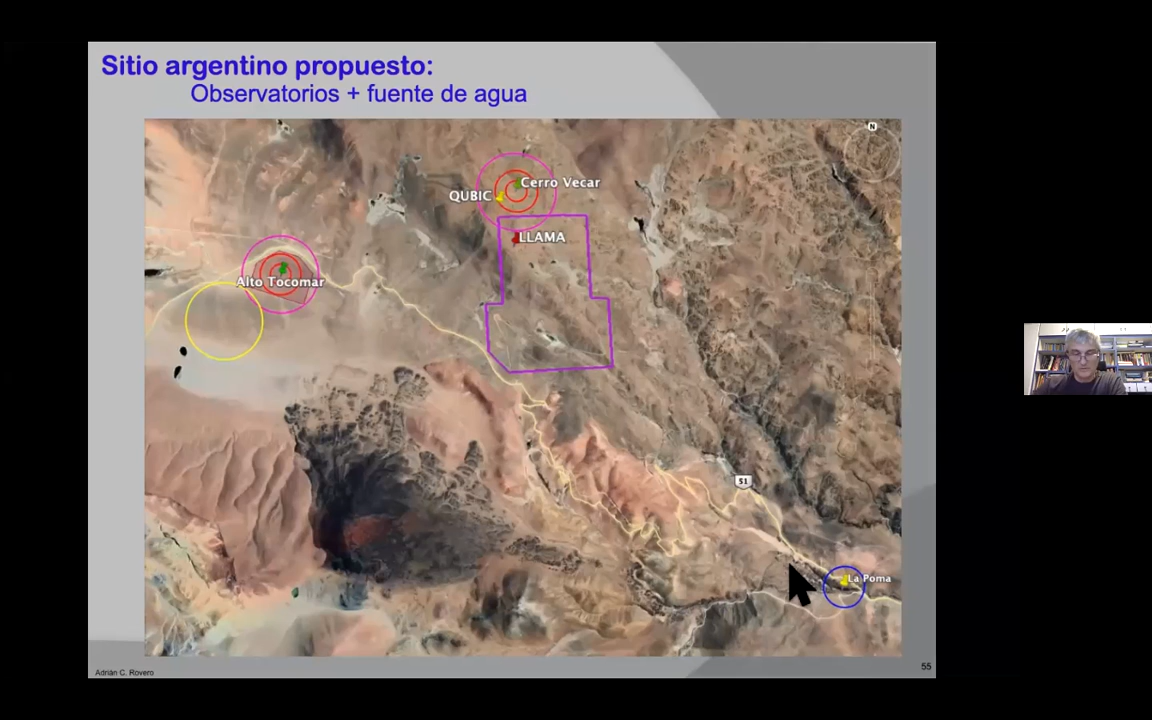 Sitio argentino propuesto:
Observatorios + fuente de agua
N
Cerro Vecar
QUBIC
LLAMA
Alto Tocomar
51
La Poma
Adrián C. Rovero
55